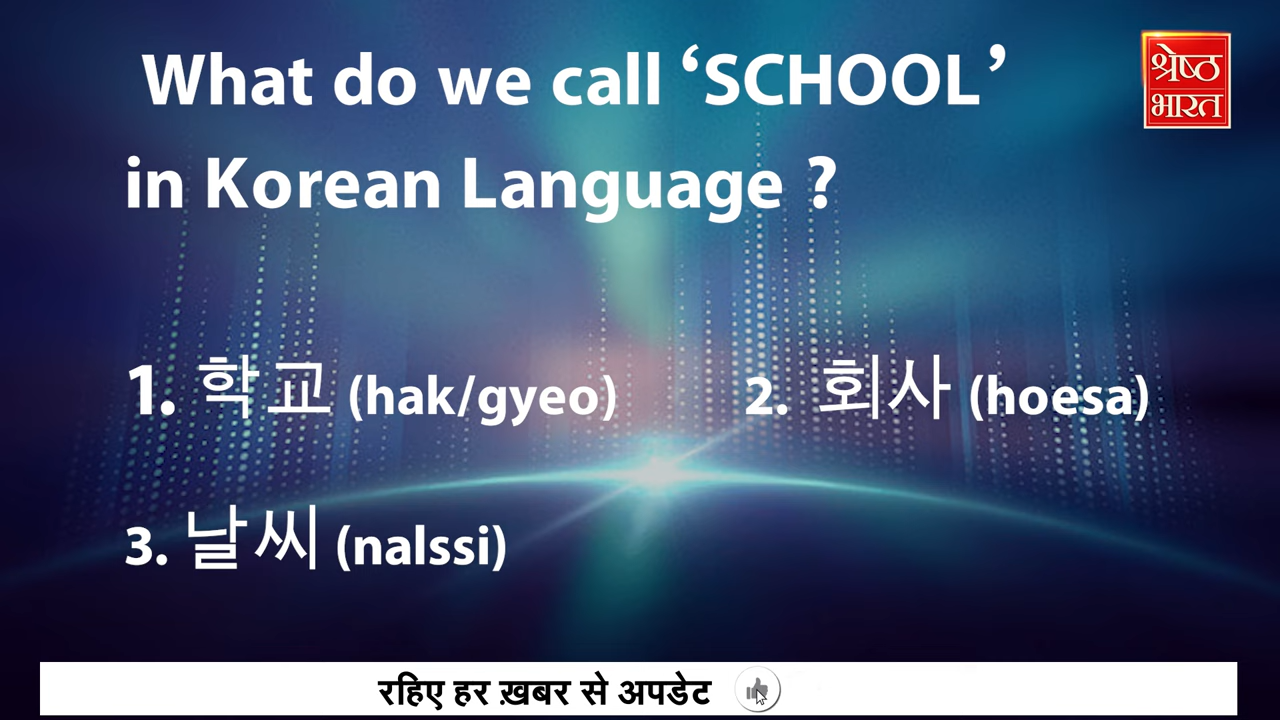 What do we call ‘SCHOOL’
in Korean Language ?
श्रेष्ठ
भारत
1. 학교 (hak/gyeo)
2. 회사 (hoesa)
3. 날씨 (nalssi)
रहिए हर ख़बर से अपडेट